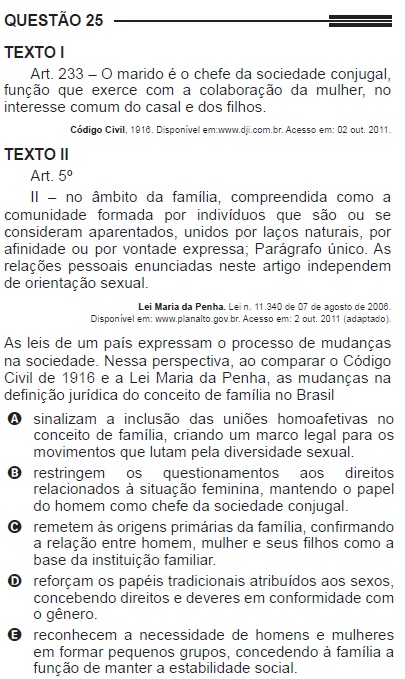 QUESTÃO 25
TEXTO I
Art. 233 – O marido é o chefe da sociedade conjugal,
função que exerce com a colaboração da mulher, no
interesse comum do casal e dos filhos.
Código Civil, 1916. Disponível em:www.dji.com.br. Acesso em: 02 out. 2011.
TEXTO II
Art. 5º
II – no âmbito da família, compreendida como a
comunidade formada por indivíduos que são ou se
consideram aparentados, unidos por laços naturais, por
afinidade ou por vontade expressa; Parágrafo único. As
relações pessoais enunciadas neste artigo independem
de orientação sexual.
Lei Maria da Penha. Lei n. 11.340 de 07 de agosto de 2006.
Disponível em: www.planalto.gov.br. Acesso em: 2 out. 2011 (adaptado).
As leis de um país expressam o processo de mudanças
na sociedade. Nessa perspectiva, ao comparar o Código
Civil de 1916 e a Lei Maria da Penha, as mudanças na
definição jurídica do conceito de família no Brasil
A sinalizam a inclusão das uniões homoafetivas no
conceito de família, criando um marco legal para os
movimentos que lutam pela diversidade sexual.
B restringem os questionamentos aos direitos
relacionados à situação feminina, mantendo o papel
do homem como chefe da sociedade conjugal.
C remetem às origens primárias da família, confirmando
a relação entre homem, mulher e seus filhos como a
base da instituição familiar.
D reforçam os papéis tradicionais atribuídos aos sexos,
concebendo direitos e deveres em conformidade com
o gênero.
E reconhecem a necessidade de homens e mulheres
em formar pequenos grupos, concedendo à família a
função de manter a estabilidade social.